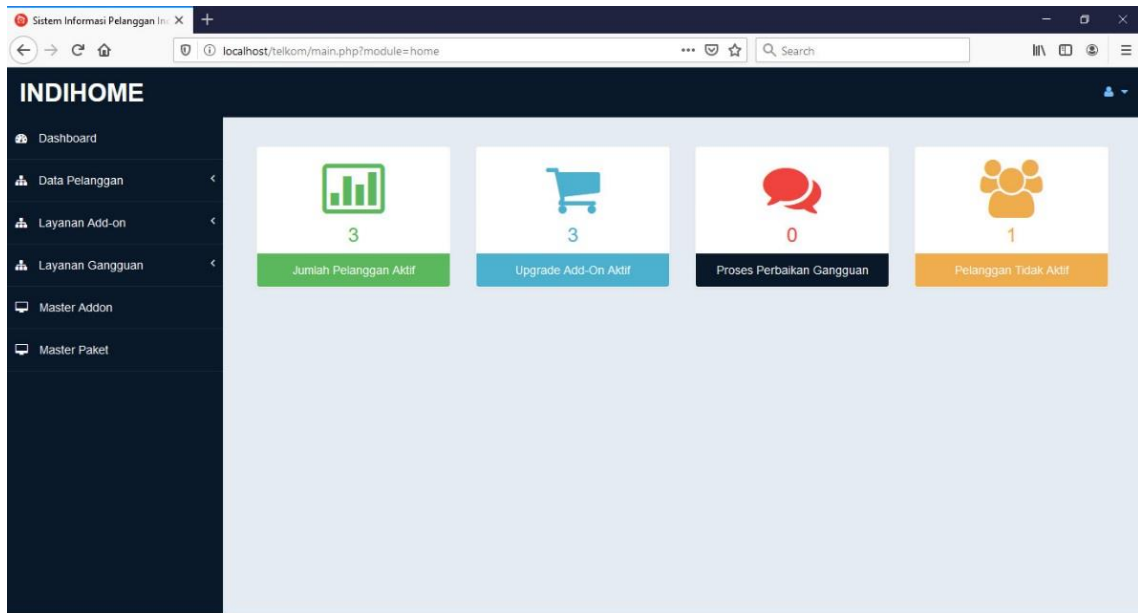 Sistem Informasi Pelanggan In
localhost/telkom/main.php?module=home
Search
INDIHOME
Dashboard
Data Pelanggan
Layanan Add-on
Layanan Gangguan
Master Addon
Master Paket
3
Jumlah Pelanggan Aktif
3
Upgrade Add-On Aktif
0
Proses Perbaikan Gangguan
1
Pelanggan Tidak Aktif